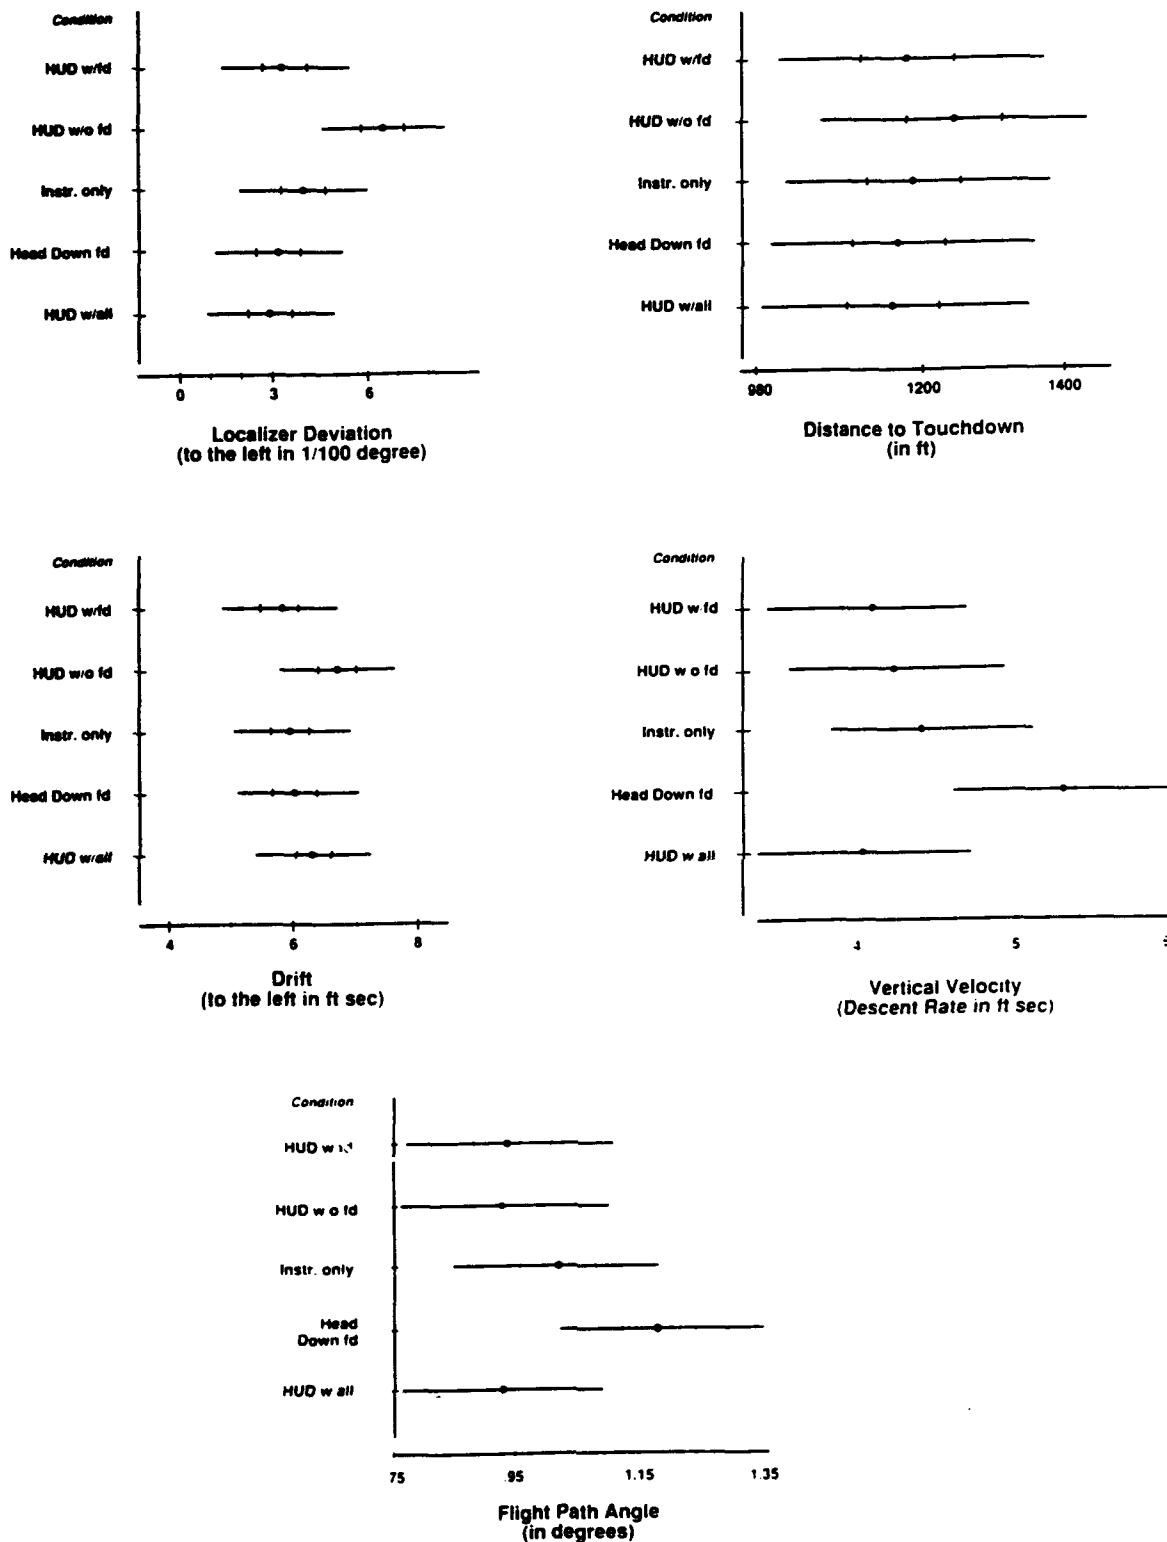 Condition
HUD w/fd
HUD w/o fd
Instr. only
Head Down fd
HUD w/all
0 3 6
Localizer Deviation
(to the left in 1/100 degree)
Condition
HUD w/fd
HUD w/o fd
Instr. only
Head Down fd
HUD w/all
980 1200 1400
Distance to Touchdown
(in ft)
Condition
HUD w/fd
HUD w/o fd
Instr. only
Head Down fd
HUD w/all
4 6 8
Drift
(to the left in ft sec)
Condition
HUD w fd
HUD w o fd
Instr. only
Head Down fd
HUD w all
4 5
Vertical Velocity
(Descent Rate in ft sec)
Condition
HUD w
HUD w o fd
Instr. only
Head
Down fd
HUD w all
75 .95 1.15 1.35
Flight Path Angle
(in degrees)